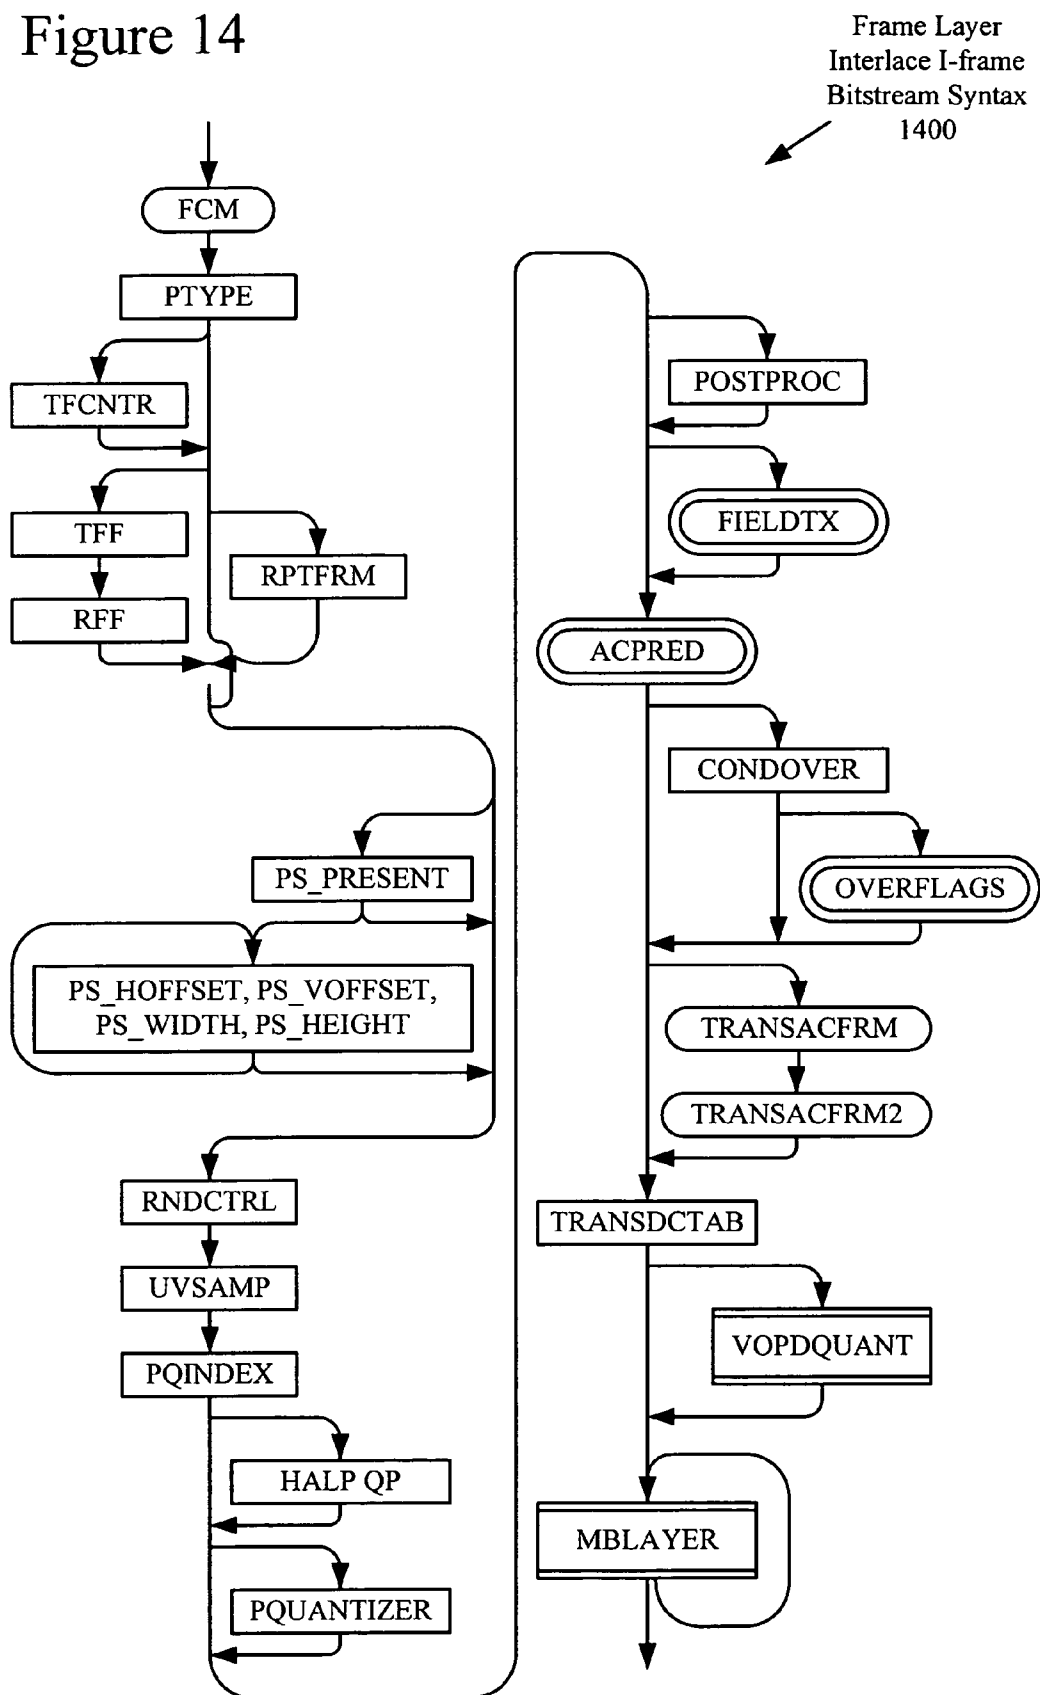 Figure 14
Frame Layer
Interlace I-frame
Bitstream Syntax
1400
FCM
PTYPE
TFCNTR
TFF
RPTFRM
RFF
PS_PRESENT
PS_HOFFSET, PS_VOFFSET,
PS_WIDTH, PS_HEIGHT
RNDCTRL
UVSAMP
PQINDEX
HALP QP
PQUANTIZER
POSTPROC
FIELDTX
ACPRED
CONDOVER
OVERFLAGS
TRANSACFRM
TRANSACFRM2
TRANSDCTAB
VOPDQUANT
MBLAYER